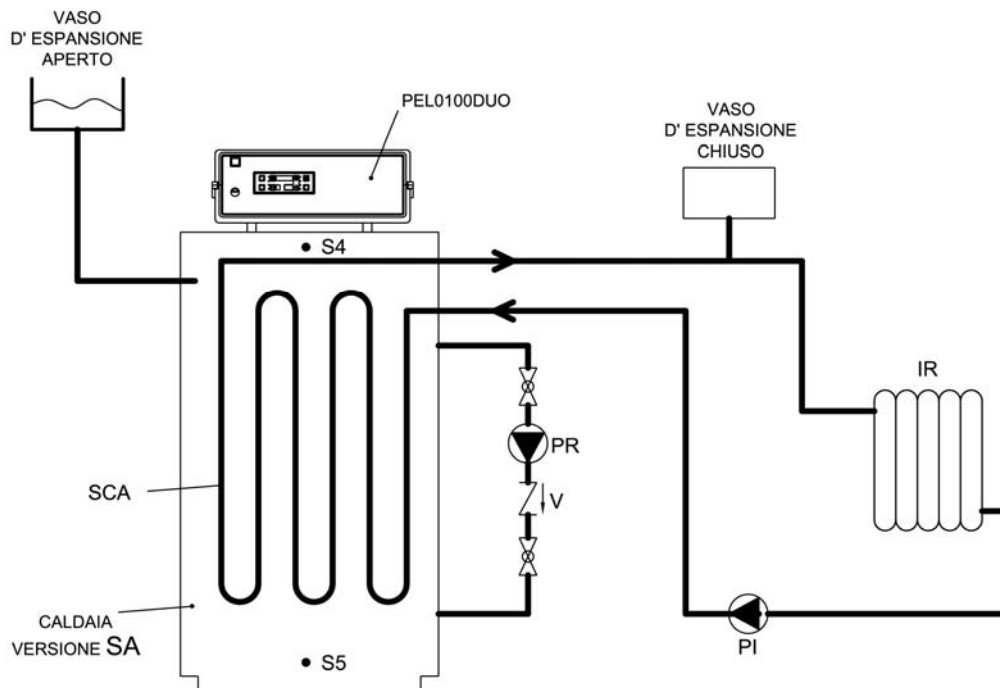 VASO
D' ESPANSIONE
APERTO
PEL0100DUO
VASO
D' ESPANSIONE
CHIUSO
S4
IR
PR
SCA
V
CALDAIA
VERSIONE SA
PI
S5